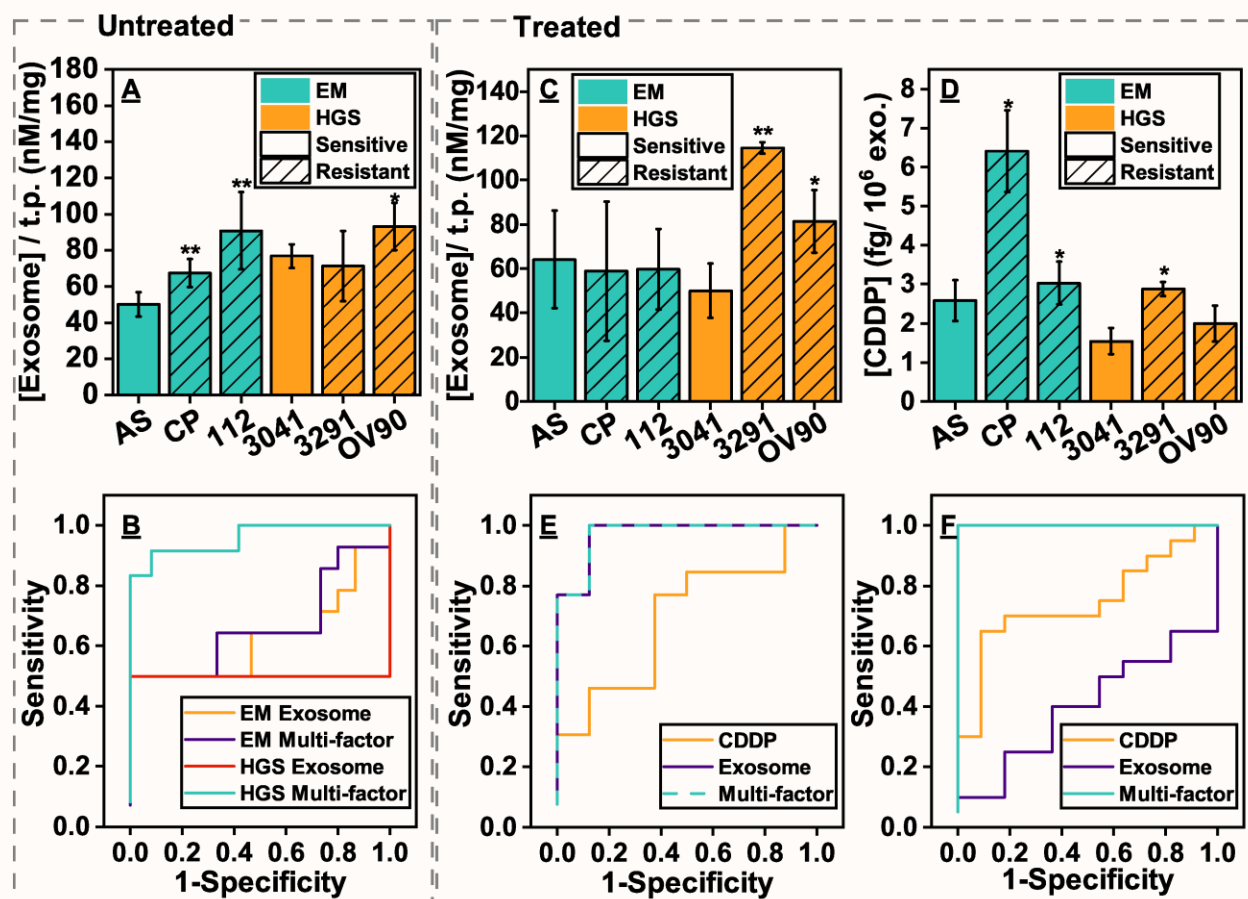 Untreated
Treated
A
[Exosome] / t.p. (nM/mg)
180
160
140
120
100
80
60
40
20
0
EM
HGS
Sensitive
Resistant
**
**
*
AS
CP
112
3041
3291
OV90
C
[Exosome]/ t.p. (nM/mg)
140
120
100
80
60
40
20
0
EM
HGS
Sensitive
Resistant
**
*
AS
CP
112
3041
3291
OV90
D
[CDDP] (fg/ 10⁶ exo.)
8
7
6
5
4
3
2
1
0
EM
HGS
Sensitive
Resistant
*
*
*
AS
CP
112
3041
3291
OV90
B
Sensitivity
1.0
0.8
0.6
0.4
0.2
0.0
EM Exosome
EM Multi-factor
HGS Exosome
HGS Multi-factor
0.0 0.2 0.4 0.6 0.8 1.0
1-Specificity
E
Sensitivity
1.0
0.8
0.6
0.4
0.2
0.0
CDDP
Exosome
Multi-factor
0.0 0.2 0.4 0.6 0.8 1.0
1-Specificity
F
Sensitivity
1.0
0.8
0.6
0.4
0.2
0.0
CDDP
Exosome
Multi-factor
0.0 0.2 0.4 0.6 0.8 1.0
1-Specificity